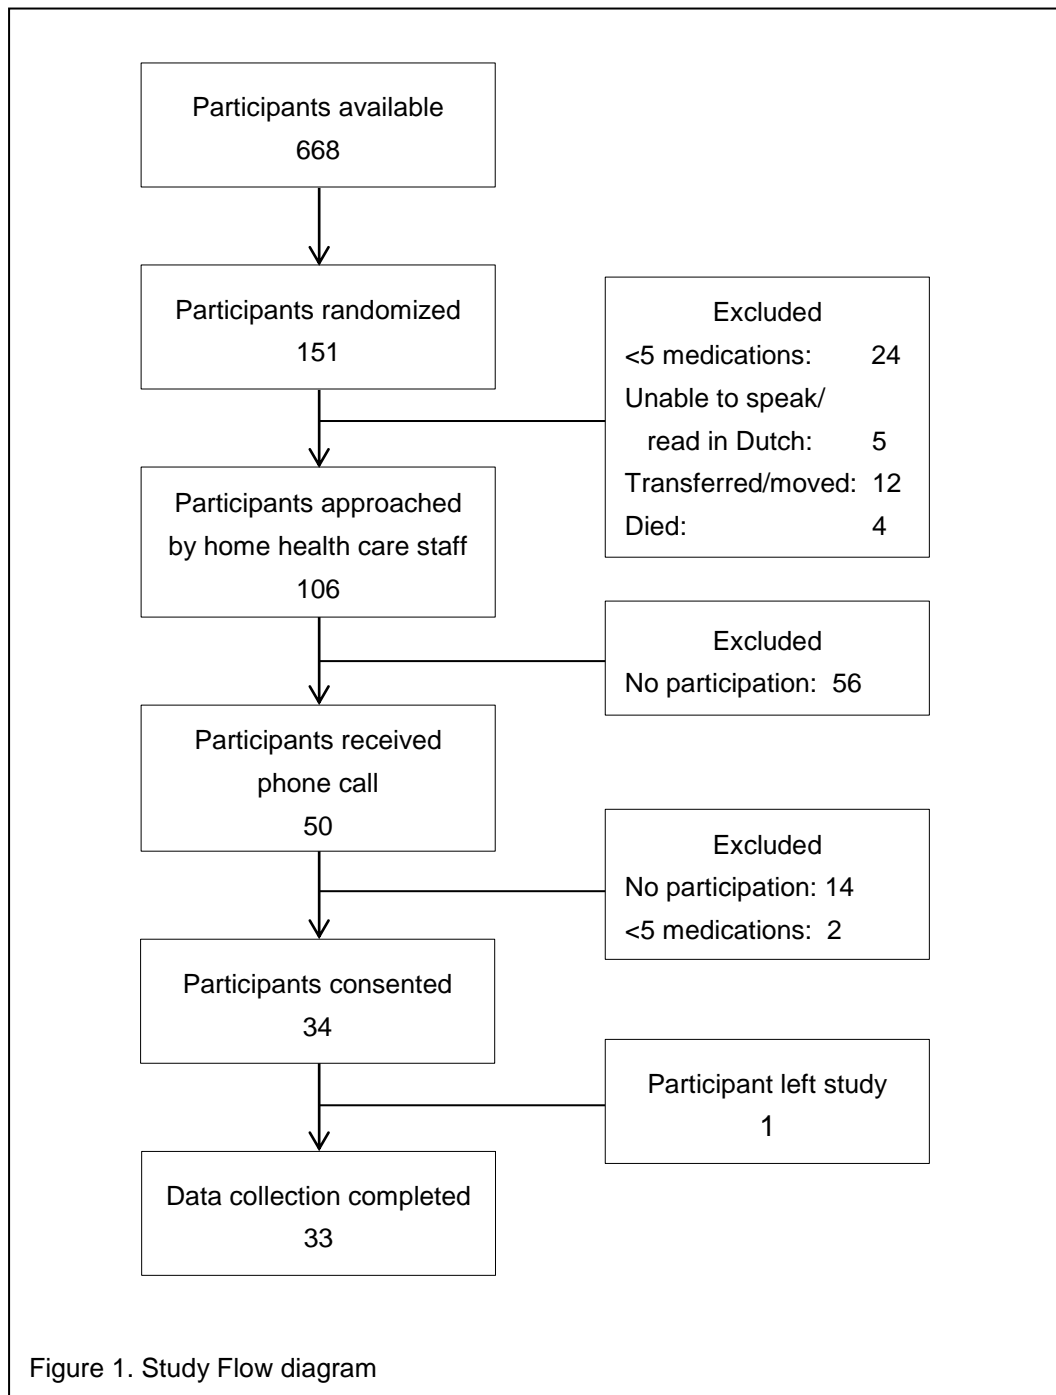 Participants available
668
Participants randomized
151
Excluded
<5 medications: 24
Unable to speak/
read in Dutch: 5
Transferred/moved: 12
Died: 4
Participants approached
by home health care staff
106
Excluded
No participation: 56
Participants received
phone call
50
Excluded
No participation: 14
<5 medications: 2
Participants consented
34
Participant left study
1
Data collection completed
33
Figure 1. Study Flow diagram